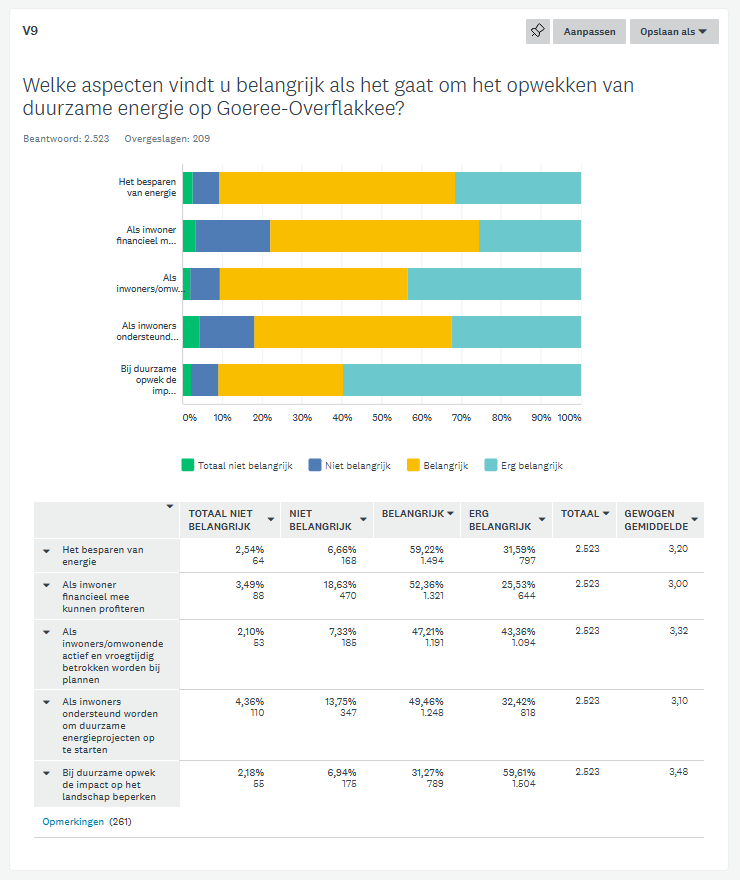 V9
Aanpassen
Opslaan als
Welke aspecten vindt u belangrijk als het gaat om het opwekken van
duurzame energie op Goeree-Overflakkee?
Beantwoord: 2.523 Overgeslagen: 209
Het besparen
van energie
Als inwoner
financieel m...
Als
inwoners/omw...
Als inwoners
ondersteund...
Bij duurzame
opwek de
imp...
0% 10% 20% 30% 40% 50% 60% 70% 80% 90% 100%
Totaal niet belangrijk Niet belangrijk Belangrijk Erg belangrijk
TOTAAL NIET
BELANGRIJK
NIET
BELANGRIJK
BELANGRIJK
ERG
BELANGRIJK
TOTAAL
GEWOGEN
GEMIDDELDE
Het besparen van
energie
2,54% 6,66% 59,22% 31,59% 2.523 3,20
64 168 1.494 797
Als inwoner
financieel mee
kunnen profiteren
3,49% 18,63% 52,36% 25,53% 2.523 3,00
88 470 1.321 644
Als
inwoners/omwonende
actief en vroegtijdig
betrokken worden bij
plannen
2,10% 7,33% 47,21% 43,36% 2.523 3,32
53 185 1.191 1.094
Als inwoners
ondersteund worden
om duurzame
energieprojecten op
te starten
4,36% 13,75% 49,46% 32,42% 2.523 3,10
110 347 1.248 818
Bij duurzame opwek
de impact op het
landschap beperken
2,18% 6,94% 31,27% 59,61% 2.523 3,48
55 175 789 1.504
Opmerkingen (261)